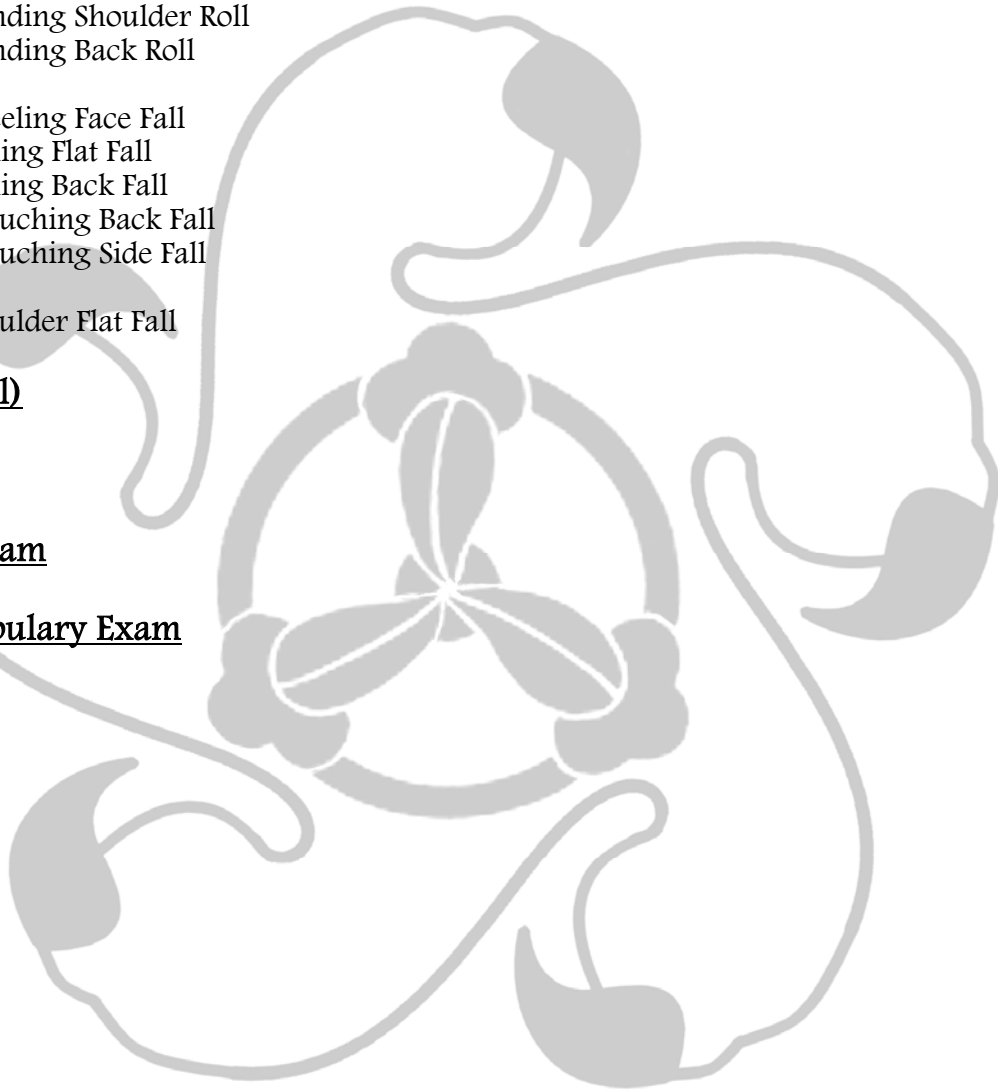 nding Shoulder Roll
nding Back Roll
eling Face Fall
ing Flat Fall
ing Back Fall
uching Back Fall
uching Side Fall
ulder Flat Fall
l)
am
bulary Exam